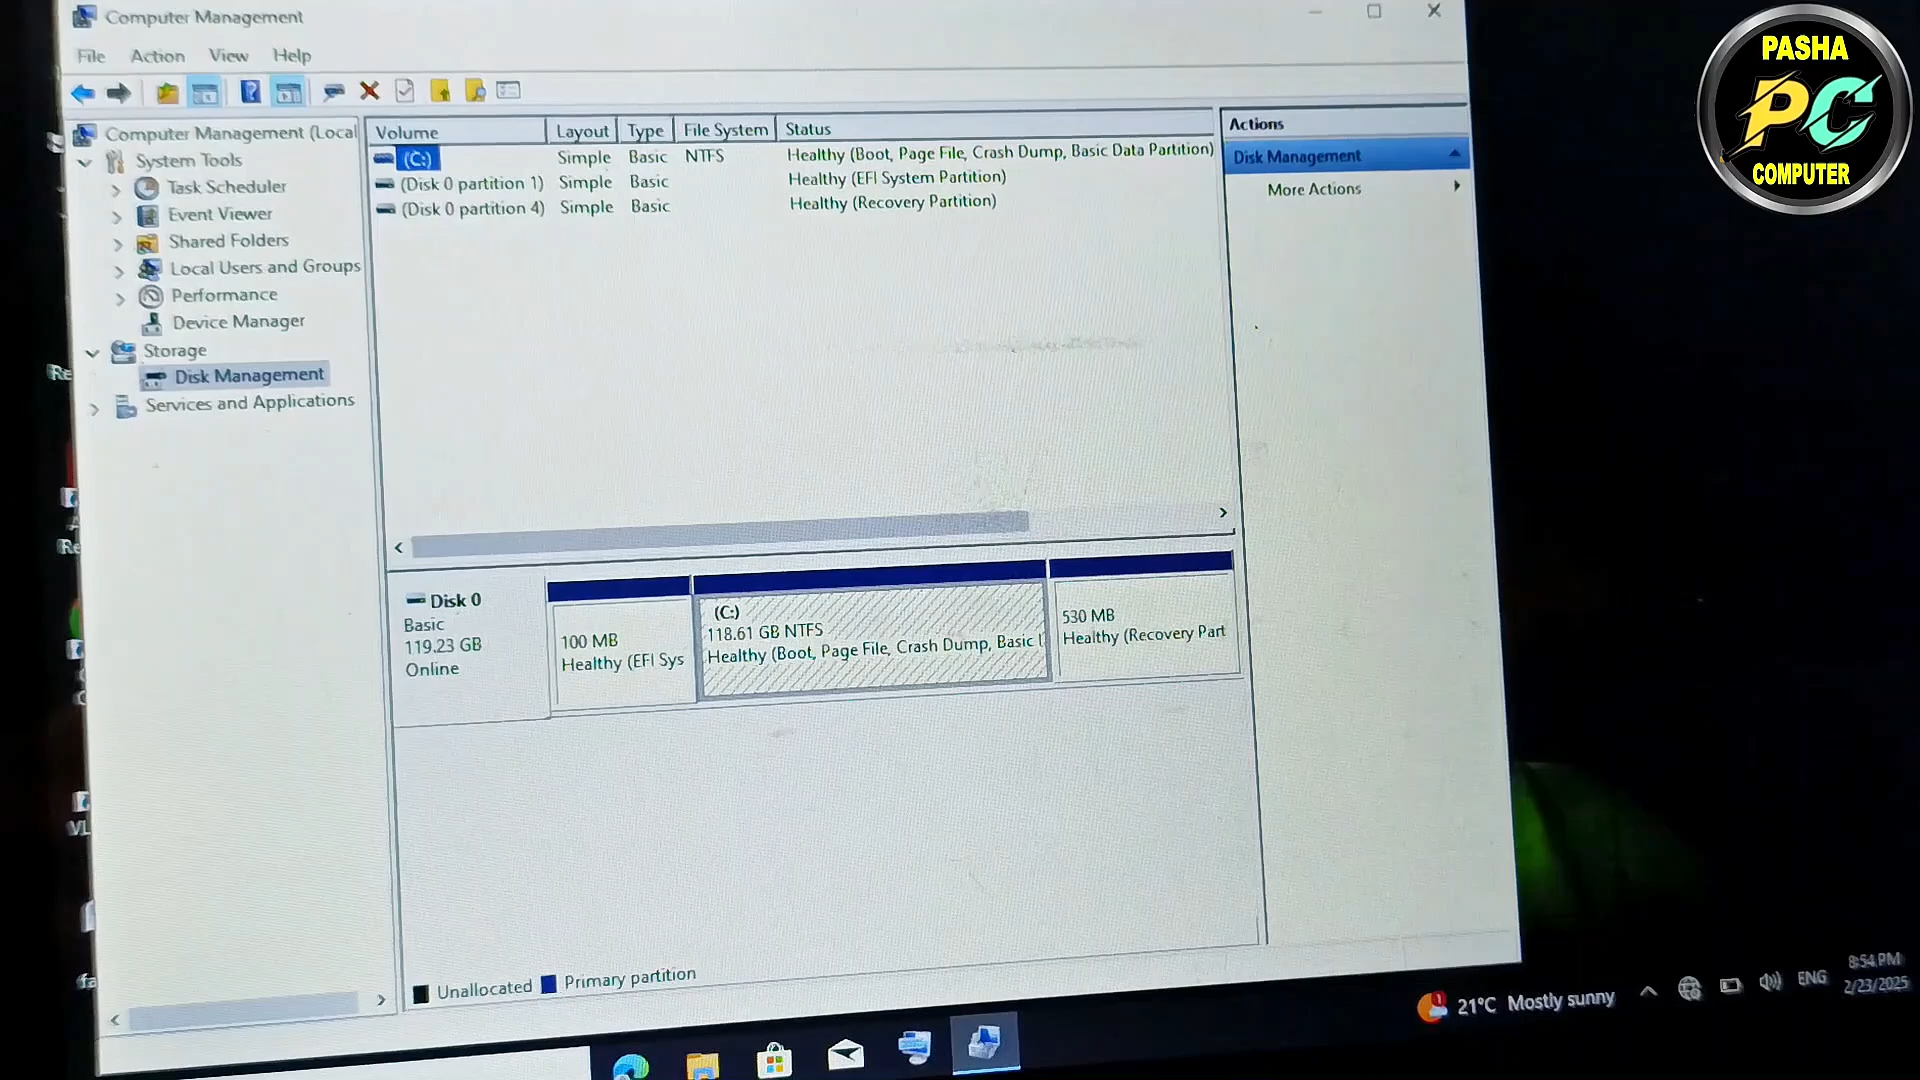 Computer Management
File Action View Help
Computer Management (Local
System Tools
Task Scheduler
Event Viewer
Shared Folders
Local Users and Groups
Performance
Device Manager
Storage
Disk Management
Services and Applications
Volume Layout Type File System Status
(C:) Simple Basic NTFS Healthy (Boot, Page File, Crash Dump, Basic Data Partition)
(Disk 0 partition 1) Simple Basic Healthy (EFI System Partition)
(Disk 0 partition 4) Simple Basic Healthy (Recovery Partition)
Actions
Disk Management
More Actions
Disk 0
Basic
119.23 GB
Online
100 MB
Healthy (EFI Sys
(C:)
118.61 GB NTFS
Healthy (Boot, Page File, Crash Dump, Basic
530 MB
Healthy (Recovery Part
Unallocated Primary partition
Re
Re
VL
fa
21°C Mostly sunny
ENG
8:54 PM
2/23/2025
PASHA
PC
COMPUTER